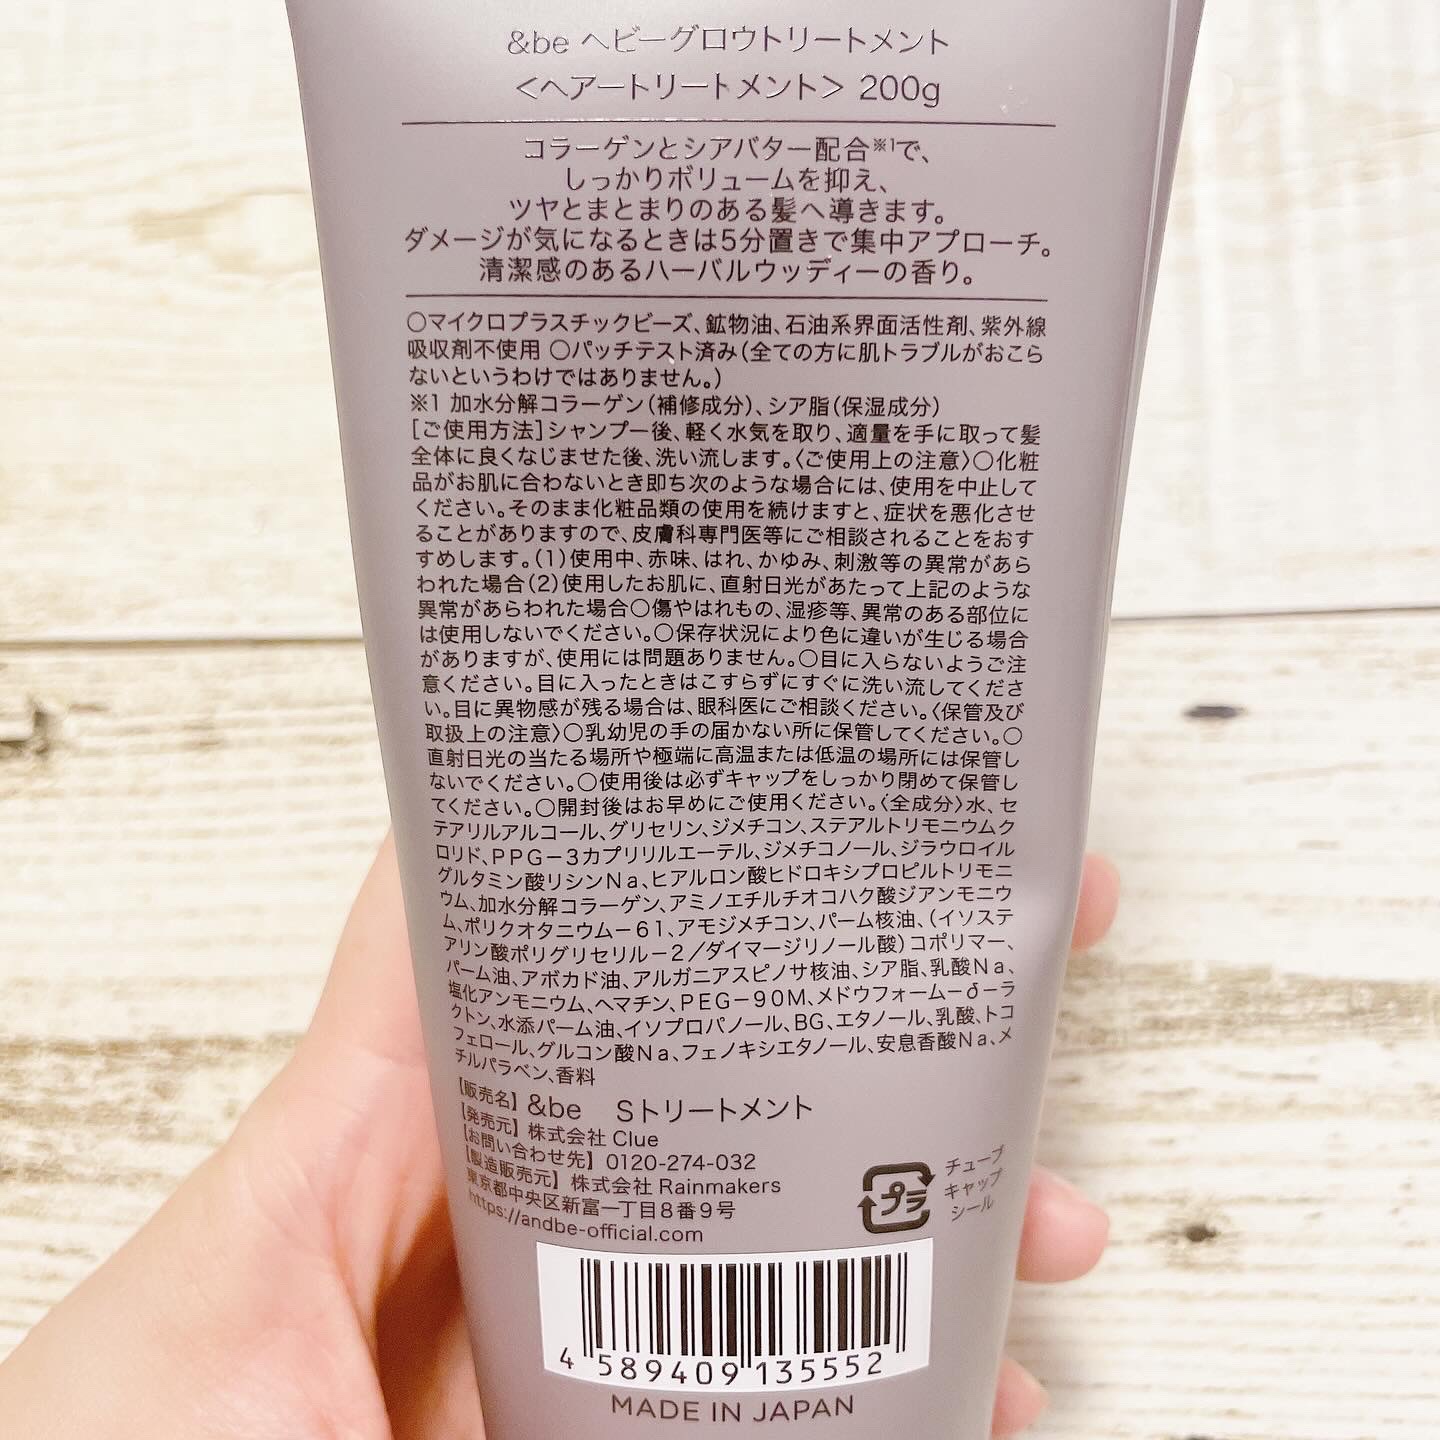 &be ヘビーグロウトリートメント
＜ヘアートリートメント＞ 200g
コラーゲンとシアバター配合※1で、
しっかりボリュームを抑え、
ツヤとまとまりのある髪へ導きます。
ダメージが気になるときは5分置きで集中アプローチ。
清潔感のあるハーバルウッディーの香り。
○マイクロプラスチックビーズ、鉱物油、石油系界面活性剤、紫外線
吸収剤不使用 ○パッチテスト済み（全ての方に肌トラブルがおこら
ないというわけではありません。）
※1 加水分解コラーゲン（補修成分）、シア脂（保湿成分）
［ご使用方法］シャンプー後、軽く水気を取り、適量を手に取って髪
全体に良くなじませた後、洗い流します。〈ご使用上の注意〉○化粧
品がお肌に合わないとき即ち次のような場合には、使用を中止して
ください。そのまま化粧品類の使用を続けますと、症状を悪化させ
ることがありますので、皮膚科専門医等にご相談されることをおす
すめします。（1）使用中、赤味、はれ、かゆみ、刺激等の異常があら
われた場合（2）使用したお肌に、直射日光があたって上記のような
異常があらわれた場合○傷やはれもの、湿疹等、異常のある部位に
は使用しないでください。○保存状況により色に違いが生じる場合
がありますが、使用には問題ありません。○目に入らないようご注
意ください。目に入ったときはこすらずにすぐに洗い流してくださ
い。目に異物感が残る場合は、眼科医にご相談ください。〈保管及び
取扱上の注意〉○乳幼児の手の届かない所に保管してください。○
直射日光の当たる場所や極端に高温または低温の場所には保管し
ないでください。○使用後は必ずキャップをしっかり閉めて保管し
てください。○開封後はお早めにご使用ください。〈全成分〉水、セ
テアリルアルコール、グリセリン、ジメチコン、ステアルトリモニウムク
ロリド、PPG－3カプリリルエーテル、ジメチコノール、ジラウロイル
グルタミン酸リシンNa、ヒアルロン酸ヒドロキシプロピルトリモニ
ウム、加水分解コラーゲン、アミノエチルチオコハク酸ジアンモニウ
ム、ポリクオタニウム－61、アモジメチコン、パーム核油、（イソステ
アリン酸ポリグリセリル－2／ダイマージリノール酸）コポリマー、
パーム油、アボカド油、アルガニアスピノサ核油、シア脂、乳酸Na、
塩化アンモニウム、ヘマチン、PEG－90M、メドウフォーム－δ－ラ
クトン、水添パーム油、イソプロパノール、BG、エタノール、乳酸、トコ
フェロール、グルコン酸Na、フェノキシエタノール、安息香酸Na、メ
チルパラベン、香料
【販売名】 &be Sトリートメント
【発売元】 株式会社 Clue
【お問い合わせ先】 0120-274-032
【製造販売元】 株式会社 Rainmakers
東京都中央区新富一丁目8番9号
https://andbe-official.com
プラ
チューブ
キャップ
シール
4 589409 135552
MADE IN JAPAN